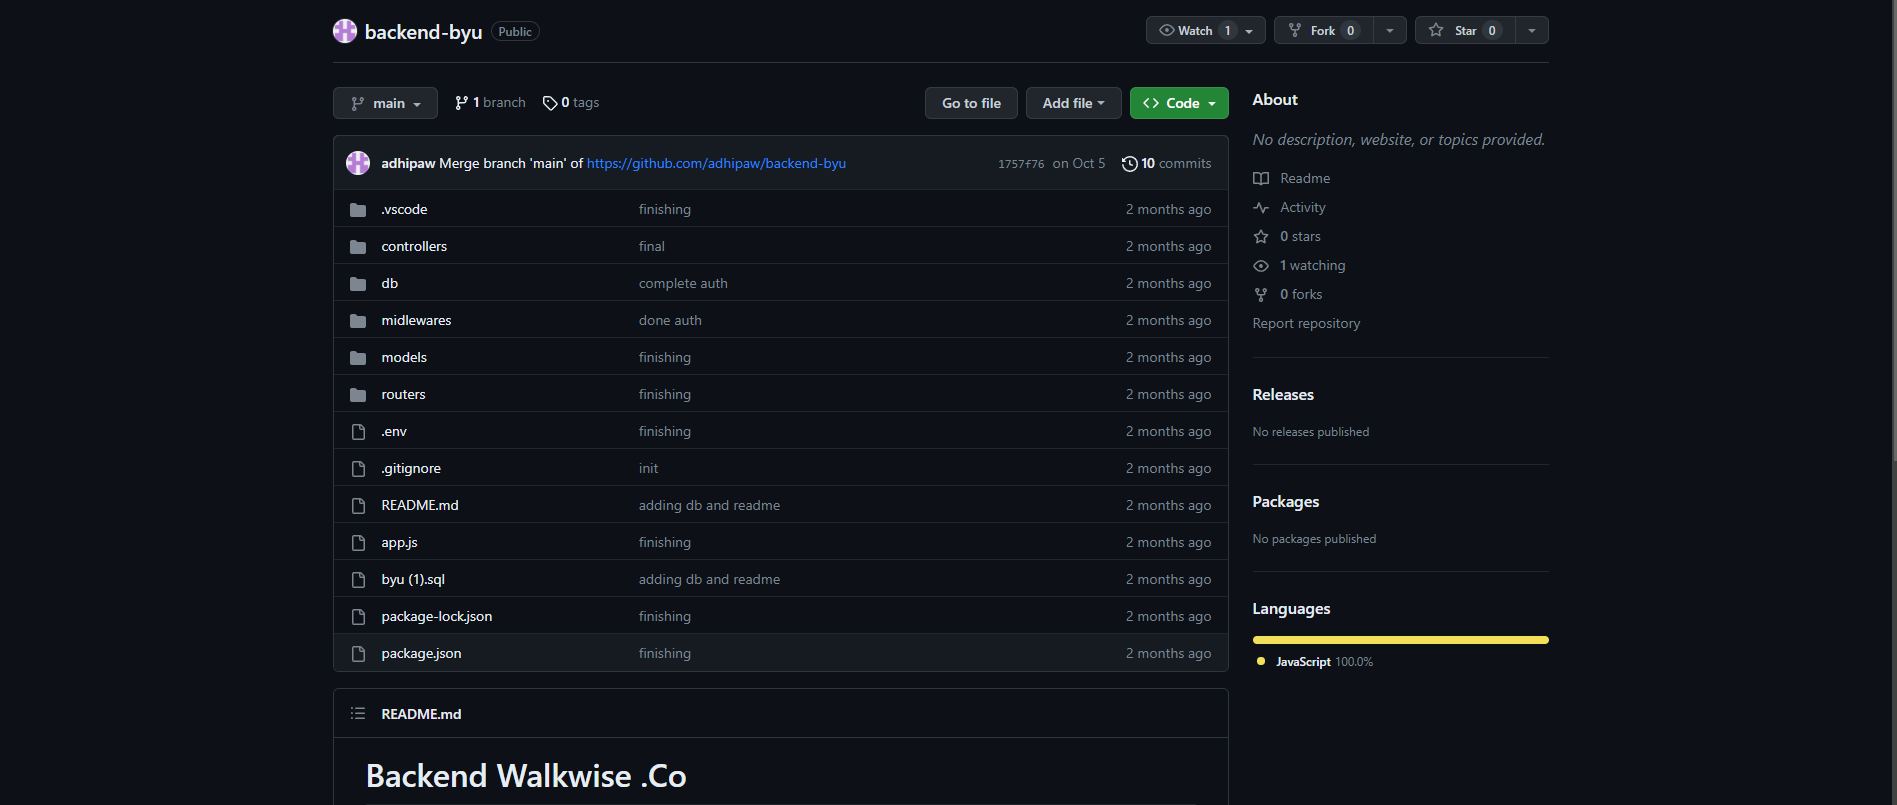 backend-byu Public Watch 1 Fork 0 Star 0
main 1 branch 0 tags Go to file Add file Code
adhipaw Merge branch 'main' of https://github.com/adhipaw/backend-byu 1757f76 on Oct 5 10 commits
.vscode finishing 2 months ago
controllers final 2 months ago
db complete auth 2 months ago
midlewares done auth 2 months ago
models finishing 2 months ago
routers finishing 2 months ago
.env finishing 2 months ago
.gitignore init 2 months ago
README.md adding db and readme 2 months ago
app.js finishing 2 months ago
byu (1).sql adding db and readme 2 months ago
package-lock.json finishing 2 months ago
package.json finishing 2 months ago
README.md
Backend Walkwise .Co
About
No description, website, or topics provided.
Readme
Activity
0 stars
1 watching
0 forks
Report repository
Releases
No releases published
Packages
No packages published
Languages
JavaScript 100.0%